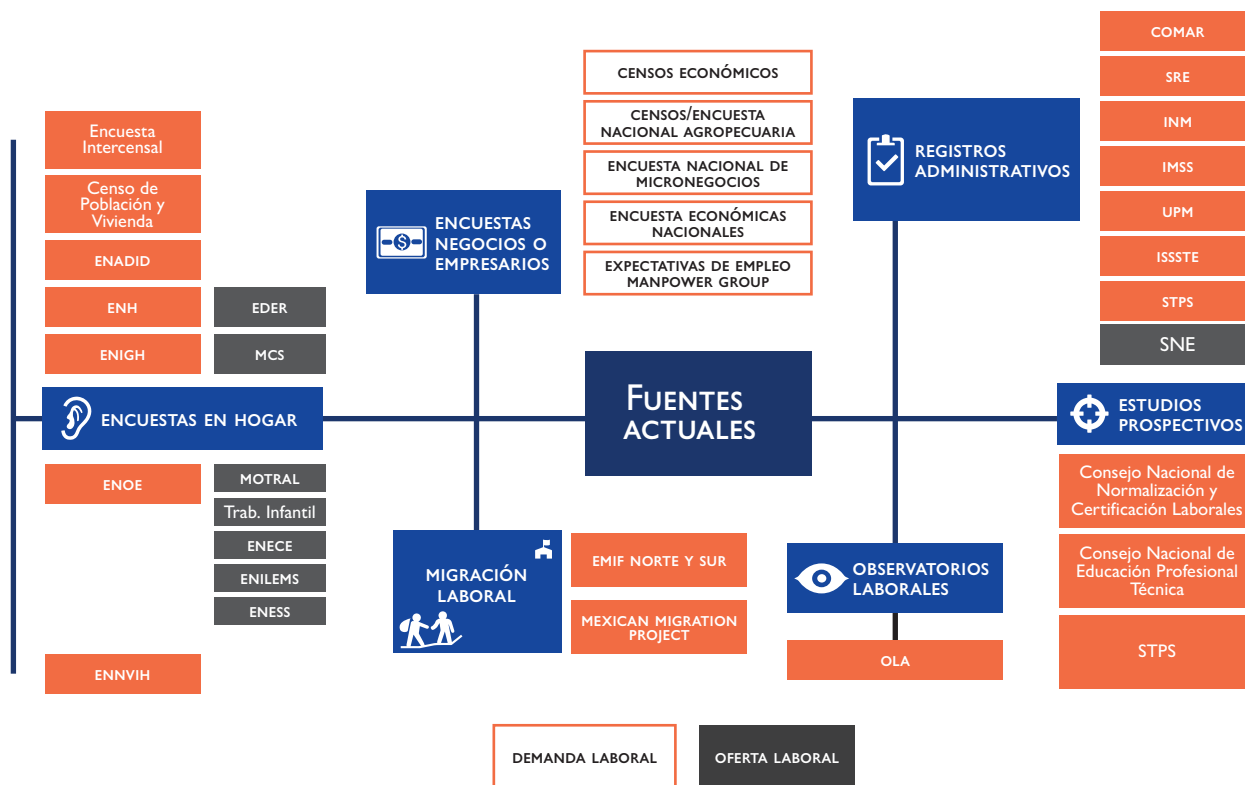 Encuesta
Intercensal
Censo de
Población y
Vivienda
ENADID
ENH
EDER
ENIGH
MCS
ENCUESTAS EN HOGAR
ENOE
MOTRAL
Trab. Infantil
ENECE
ENILEMS
ENESS
ENNVIH
ENCUESTAS
NEGOCIOS O
EMPRESARIOS
CENSOS ECONÓMICOS
CENSOS/ENCUESTA
NACIONAL AGROPECUARIA
ENCUESTA NACIONAL DE
MICRONEGOCIOS
ENCUESTA ECONÓMICAS
NACIONALES
EXPECTATIVAS DE EMPLEO
MANPOWER GROUP
FUENTES
ACTUALES
MIGRACIÓN
LABORAL
EMIF NORTE Y SUR
MEXICAN MIGRATION
PROJECT
REGISTROS
ADMINISTRATIVOS
COMAR
SRE
INM
IMSS
UPM
ISSSTE
STPS
SNE
ESTUDIOS
PROSPECTIVOS
Consejo Nacional de
Normalización y
Certificación Laborales
Consejo Nacional de
Educación Profesional
Técnica
STPS
OBSERVATORIOS
LABORALES
OLA
DEMANDA LABORAL
OFERTA LABORAL